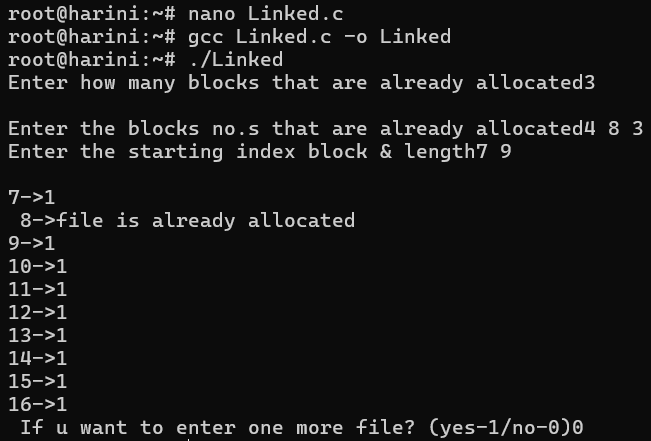 root@harini:~# nano Linked.c
root@harini:~# gcc Linked.c -o Linked
root@harini:~# ./Linked
Enter how many blocks that are already allocated3
Enter the blocks no.s that are already allocated4 8 3
Enter the starting index block & length7 9
7->1
8->file is already allocated
9->1
10->1
11->1
12->1
13->1
14->1
15->1
16->1
If u want to enter one more file? (yes-1/no-0)0